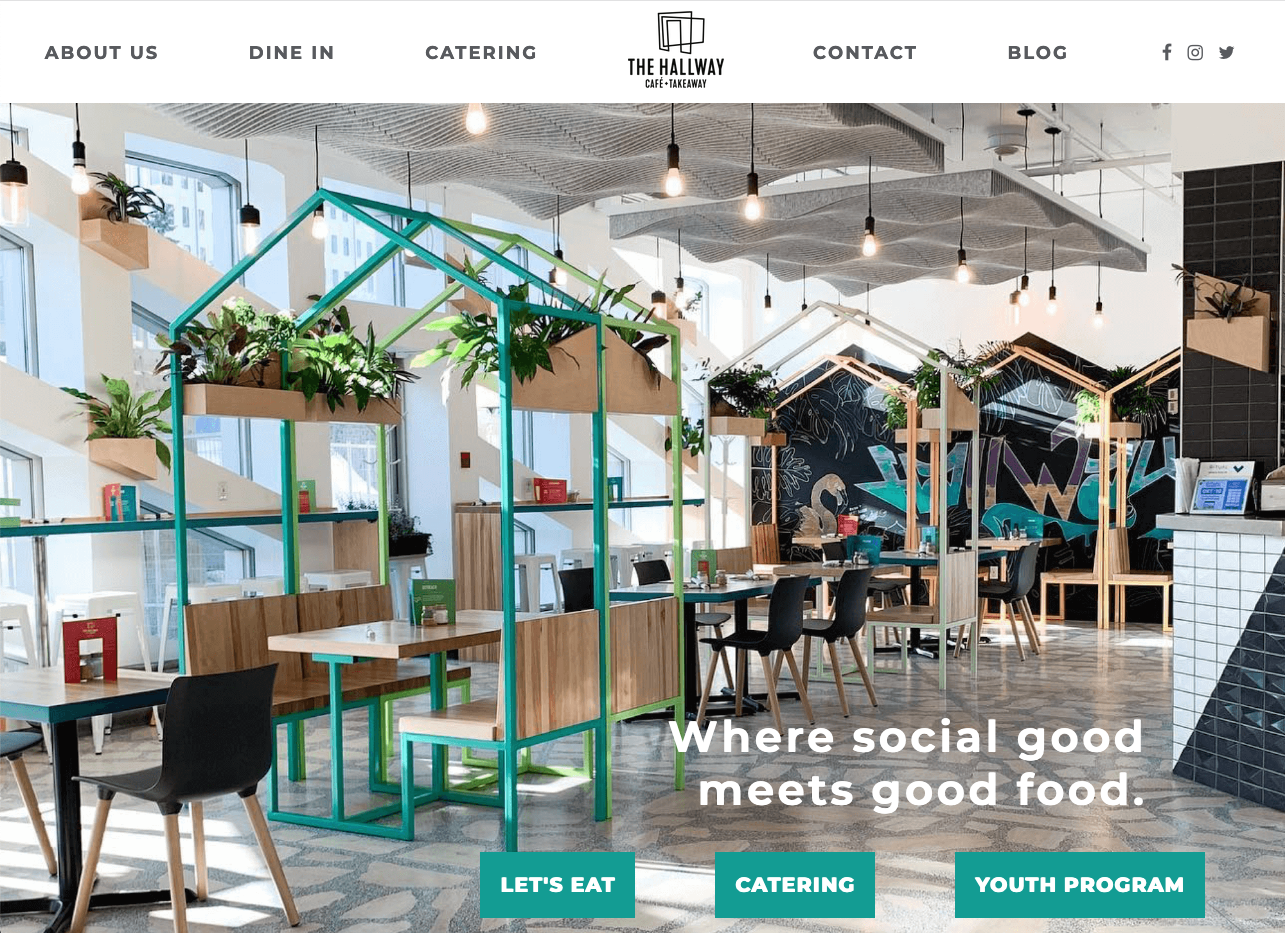 ABOUT US
DINE IN
CATERING
THE HALLWAY
CAFÉ+TAKEAWAY
CONTACT
BLOG
Where social good
meets good food.
LET'S EAT
CATERING
YOUTH PROGRAM